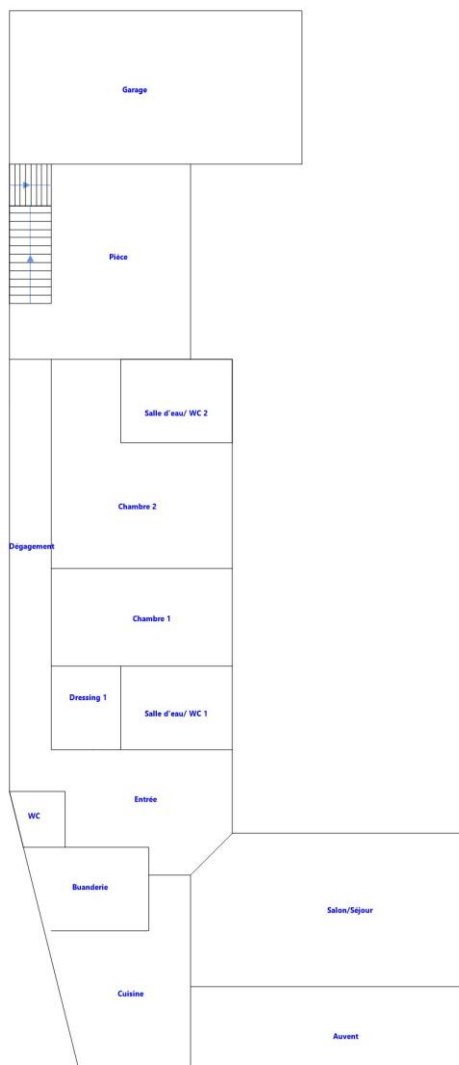 Garage
Pièce
Salle d'eau/ WC 2
Chambre 2
Dégagement
Chambre 1
Dressing 1
Salle d'eau/ WC 1
Entrée
WC
Buanderie
Salon/Séjour
Cuisine
Auvent